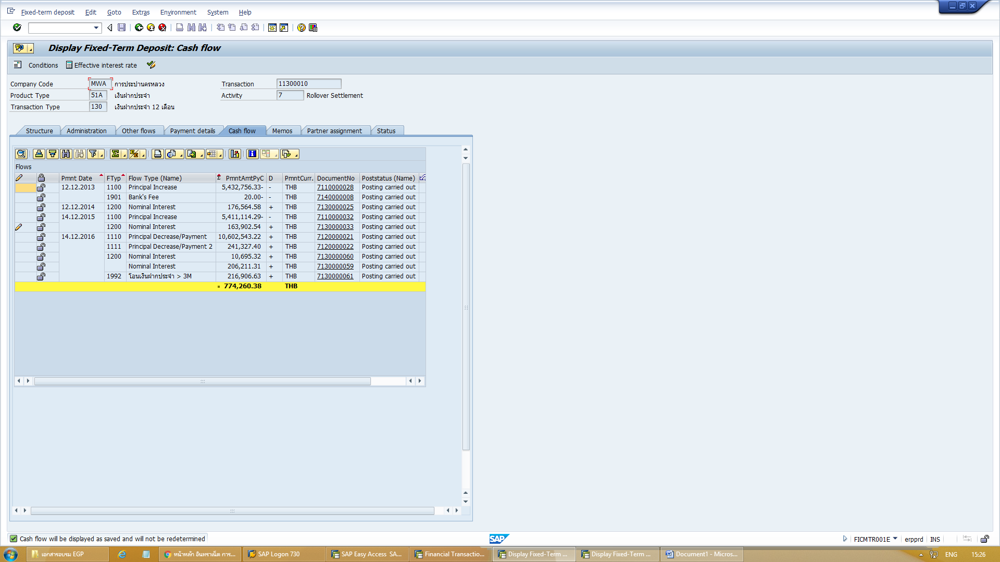 Fixed-term deposit Edit Goto Extras Environment System Help
Display Fixed-Term Deposit: Cash flow
Conditions Effective interest rate
Company Code MWA การประปานครหลวง Transaction 11300010
Product Type 51A เงินฝากประจำ Activity 7 Rollover Settlement
Transaction Type 130 เงินฝากประจำ 12 เดือน
Structure Administration Other flows Payment details Cash flow Memos Partner assignment Status
Flows
Pmnt Date FTyp Flow Type (Name) Σ PmntAmtPyC D PmntCurr. DocumentNo Poststatus (Name)
12.12.2013 1100 Principal Increase 5,432,756.33- - THB 7110000028 Posting carried out
1901 Bank's Fee 20.00- - THB 7140000008 Posting carried out
12.12.2014 1200 Nominal Interest 176,564.58 + THB 7130000025 Posting carried out
14.12.2015 1100 Principal Increase 5,411,114.29- - THB 7110000032 Posting carried out
1200 Nominal Interest 163,902.54 + THB 7130000033 Posting carried out
14.12.2016 1110 Principal Decrease/Payment 10,602,543.22 + THB 7120000021 Posting carried out
1111 Principal Decrease/Payment 2 241,327.40 + THB 7120000022 Posting carried out
1200 Nominal Interest 10,695.32 + THB 7130000060 Posting carried out
Nominal Interest 206,211.31 + THB 7130000059 Posting carried out
1992 โอนเงินฝากประจำ > 3M 216,906.63 + THB 7130000061 Posting carried out
774,260.38 THB
Cash flow will be displayed as saved and will not be redetermined SAP FICMTR001E erpprd INS
เอกสารอบรม EGP หน้าหลัก อินทราเน็ต การ... SAP Logon 730 SAP Easy Access SA... Financial Transactio... Display Fixed-Term ... Display Fixed-Term ... Document1 - Micros... ENG 15:26